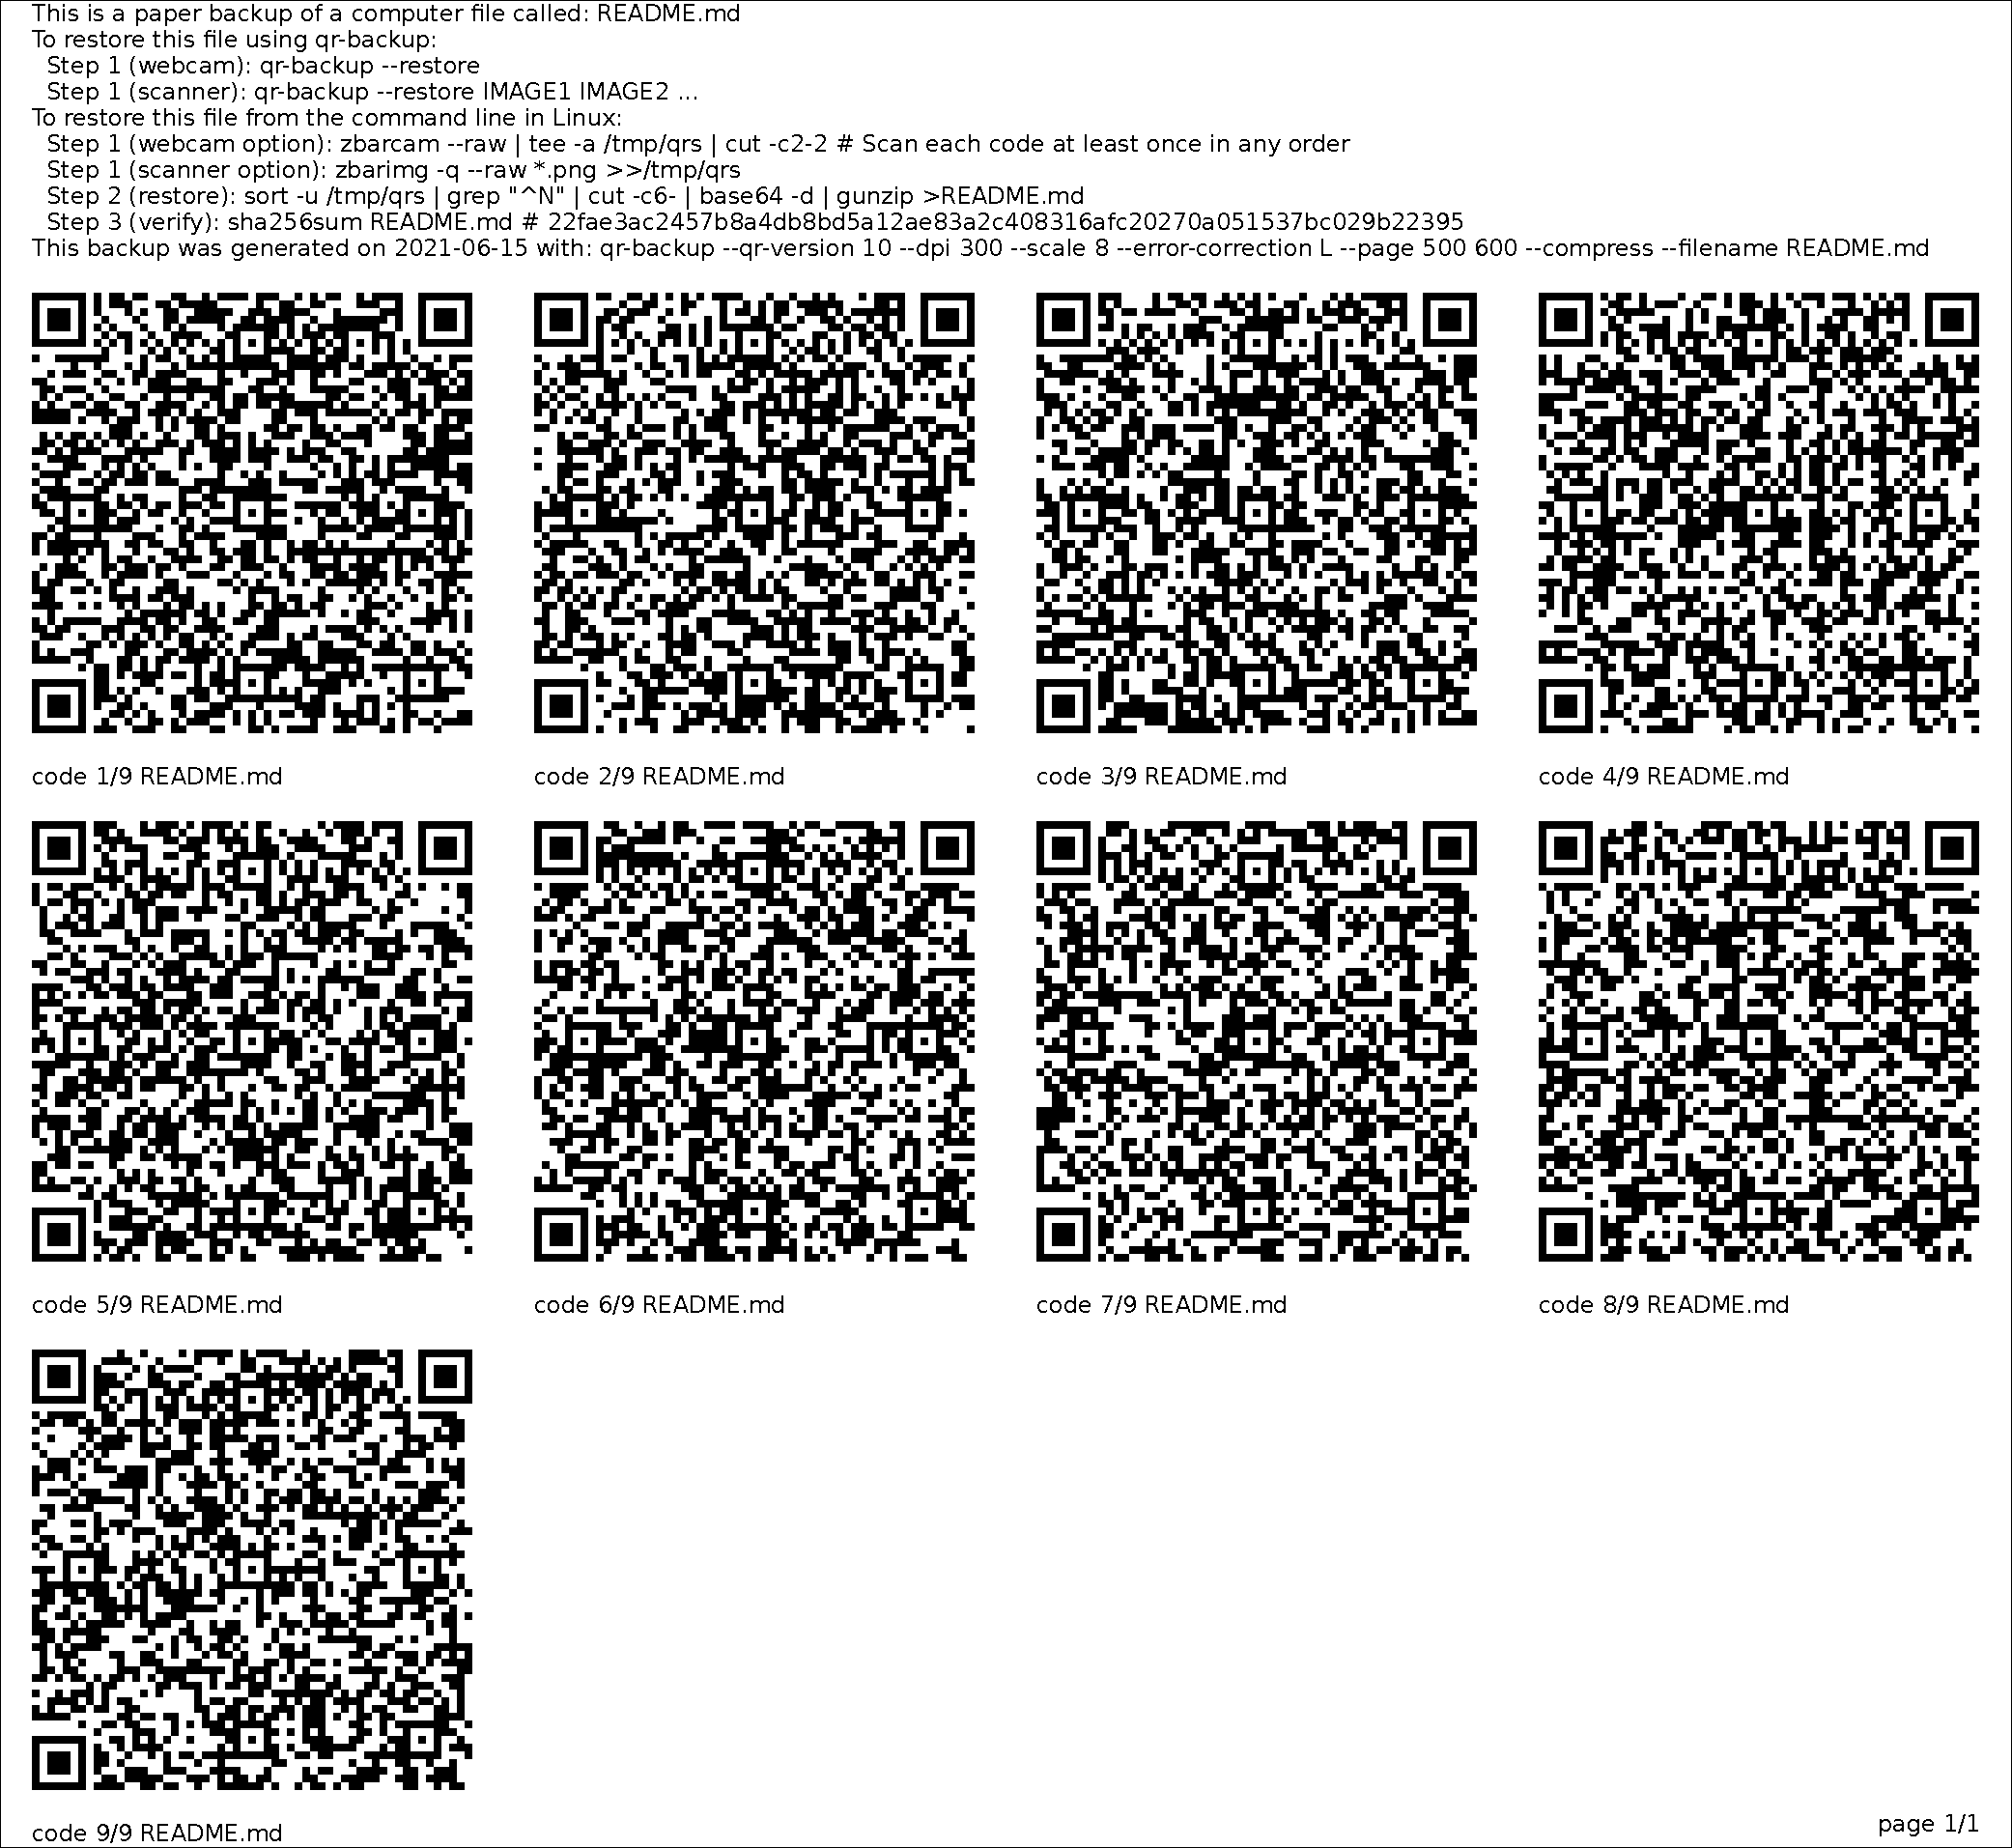 This is a paper backup of a computer file called: README.md
To restore this file using qr-backup:
Step 1 (webcam): qr-backup --restore
Step 1 (scanner): qr-backup --restore IMAGE1 IMAGE2 ...
To restore this file from the command line in Linux:
Step 1 (webcam option): zbarcam --raw | tee -a /tmp/qrs | cut -c2-2 # Scan each code at least once in any order
Step 1 (scanner option): zbarimg -q --raw *.png >>/tmp/qrs
Step 2 (restore): sort -u /tmp/qrs | grep "^N" | cut -c6- | base64 -d | gunzip >README.md
Step 3 (verify): sha256sum README.md # 22fae3ac2457b8a4db8bd5a12ae83a2c408316afc20270a051537bc029b22395
This backup was generated on 2021-06-15 with: qr-backup --qr-version 10 --dpi 300 --scale 8 --error-correction L --page 500 600 --compress --filename README.md
code 1/9 README.md
code 2/9 README.md
code 3/9 README.md
code 4/9 README.md
code 5/9 README.md
code 6/9 README.md
code 7/9 README.md
code 8/9 README.md
code 9/9 README.md
page 1/1